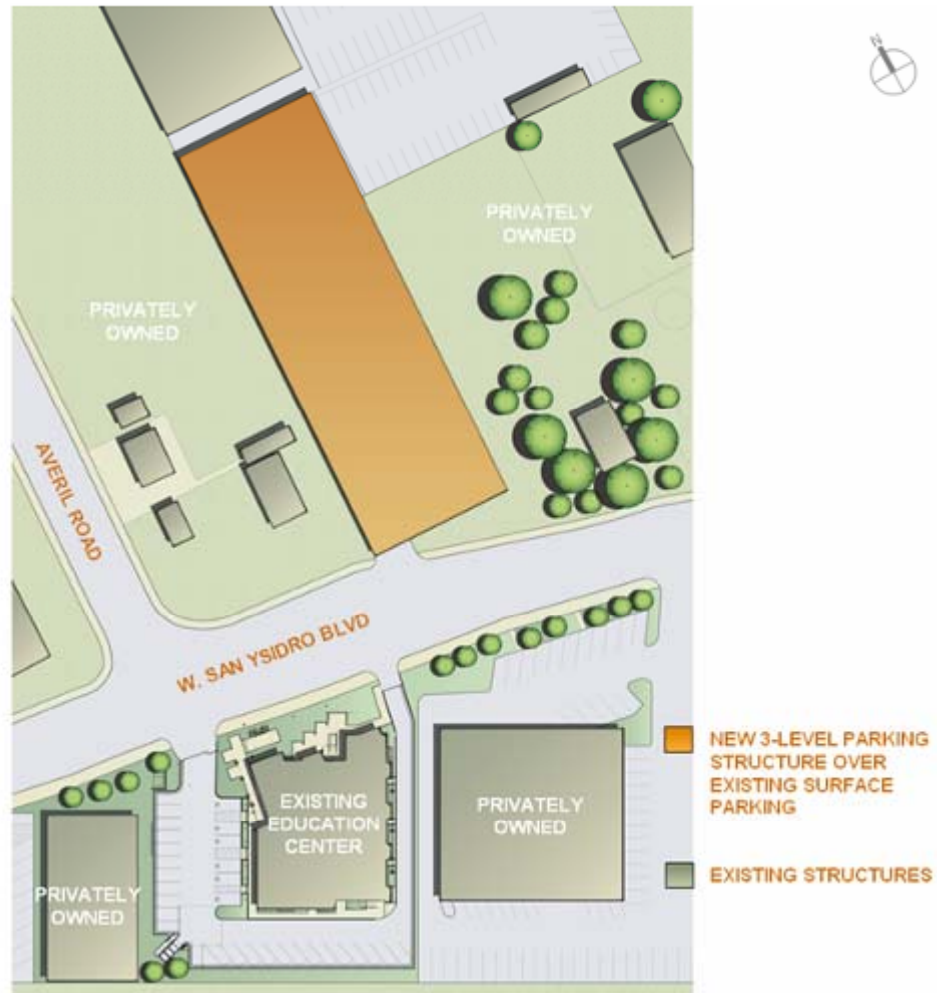 N
PRIVATELY
OWNED
PRIVATELY
OWNED
AVERIL ROAD
W. SAN YSIDRO BLVD
EXISTING
EDUCATION
CENTER
PRIVATELY
OWNED
PRIVATELY
OWNED
NEW 3-LEVEL PARKING
STRUCTURE OVER
EXISTING SURFACE
PARKING
EXISTING STRUCTURES